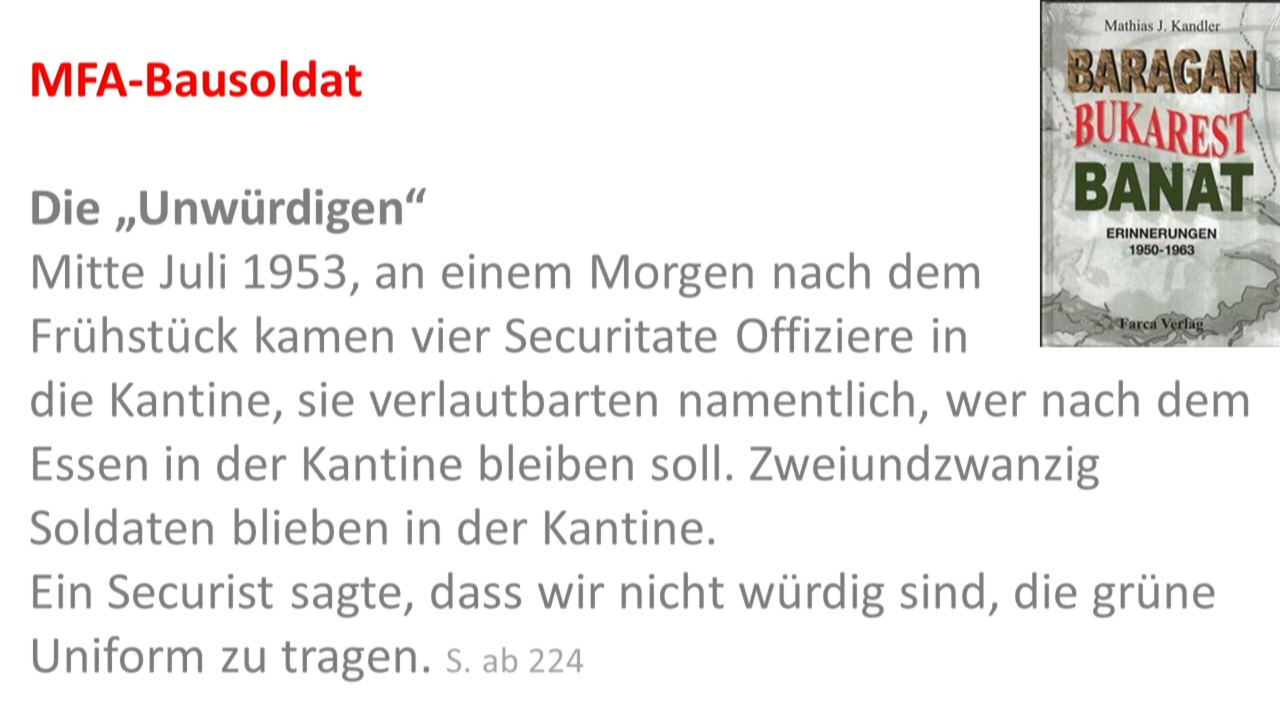 MFA-Bausoldat
Die „Unwürdigen“
Mitte Juli 1953, an einem Morgen nach dem
Frühstück kamen vier Securitate Offiziere in
die Kantine, sie verlautbarten namentlich, wer nach dem
Essen in der Kantine bleiben soll. Zweiundzwanzig
Soldaten blieben in der Kantine.
Ein Securist sagte, dass wir nicht würdig sind, die grüne
Uniform zu tragen. S. ab 224
Mathias J. Kandler
BARAGAN
BUKAREST
BANAT
ERINNERUNGEN
1950-1963
Farca Verlag